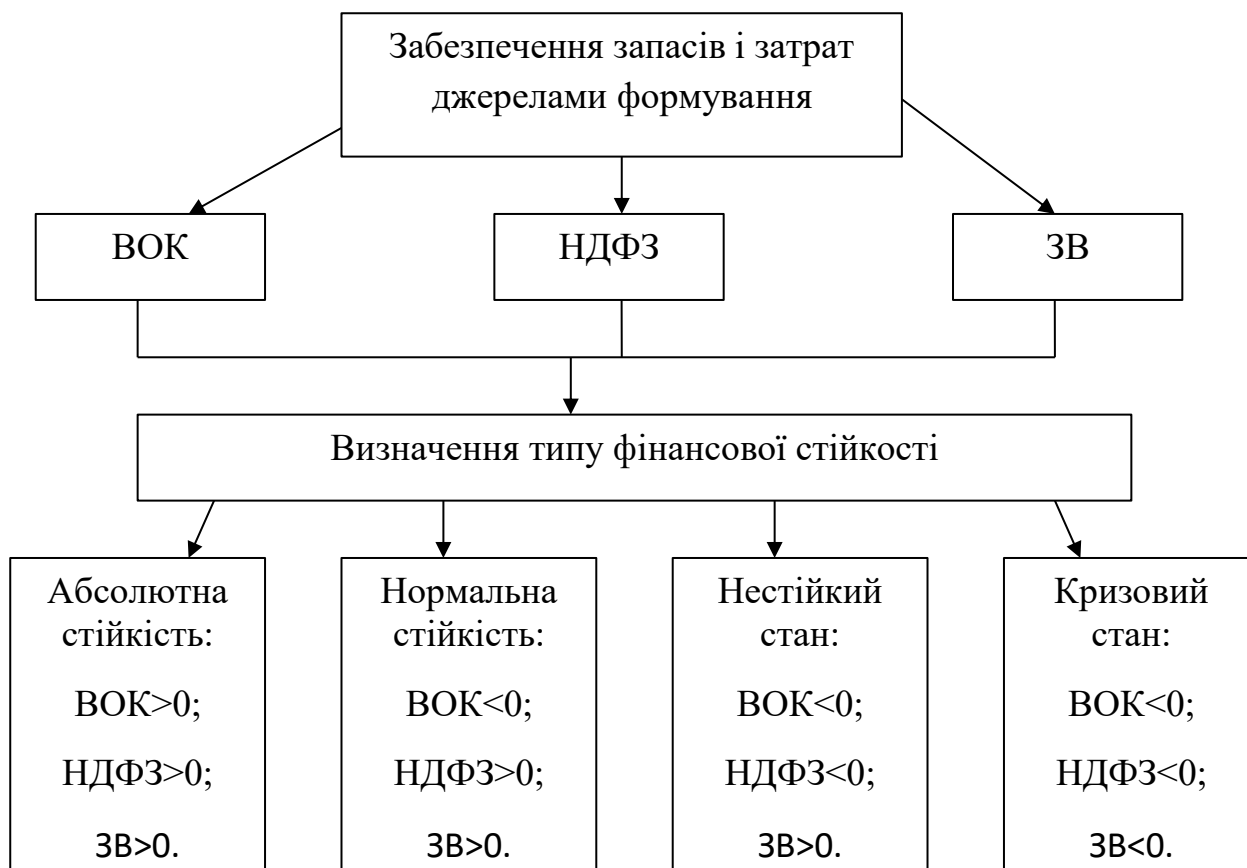 Забезпечення запасів і затрат
джерелами формування
ВОК
НДФЗ
ЗВ
Визначення типу фінансової стійкості
Абсолютна
стійкість:
ВОК>0;
НДФЗ>0;
ЗВ>0.
Нормальна
стійкість:
ВОК<0;
НДФЗ>0;
ЗВ>0.
Нестійкий
стан:
ВОК<0;
НДФЗ<0;
ЗВ>0.
Кризовий
стан:
ВОК<0;
НДФЗ<0;
ЗВ<0.